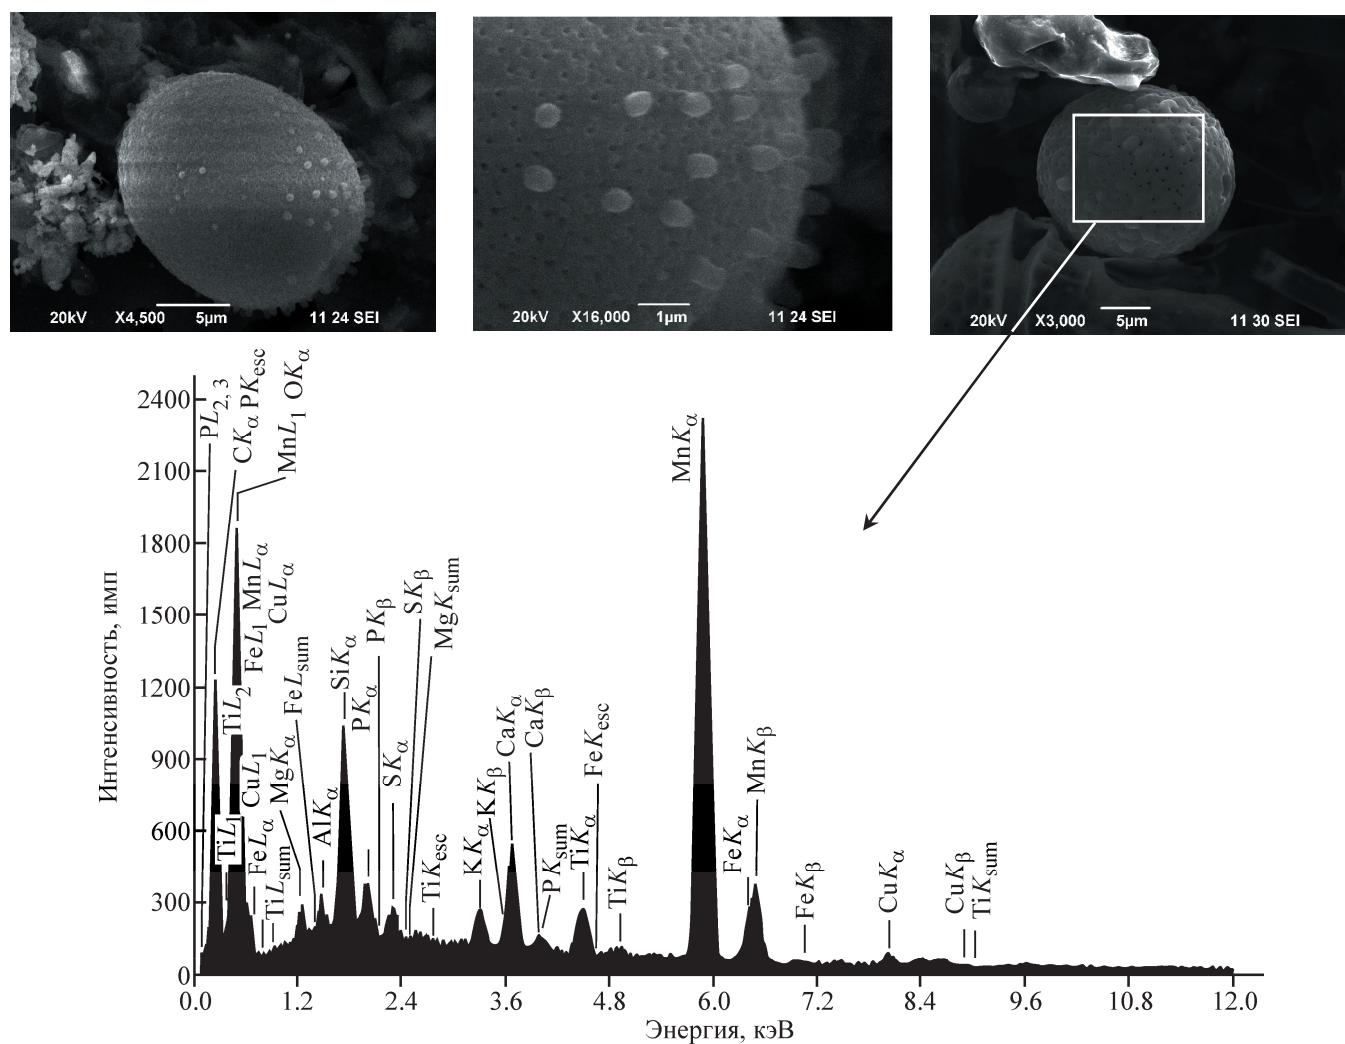 20kV X4,500 5μm 11 24 SEI
20kV X16,000 1μm 11 24 SEI
20kV X3,000 5μm 11 30 SEI
Интенсивность, имп
2400
2100
1800
1500
1200
900
600
300
0
PL2, 3
CKα PKesc
MnL1 OKα
TiL2 FeL1 MnLα
CuLα
TiL1
CuL1
FeLα
TiLsum
MgKα
FeLsum
AlKα
SiKα
PKα
PKβ
SKα
SKβ
MgKsum
TiKesc
KKα
KKβ
CaKα
CaKβ
PKsum
TiKα
FeKesc
TiKβ
MnKα
FeKα
MnKβ
FeKβ
CuKα
CuKβ
TiKsum
0.0 1.2 2.4 3.6 4.8 6.0 7.2 8.4 9.6 10.8 12.0
Энергия, кэВ